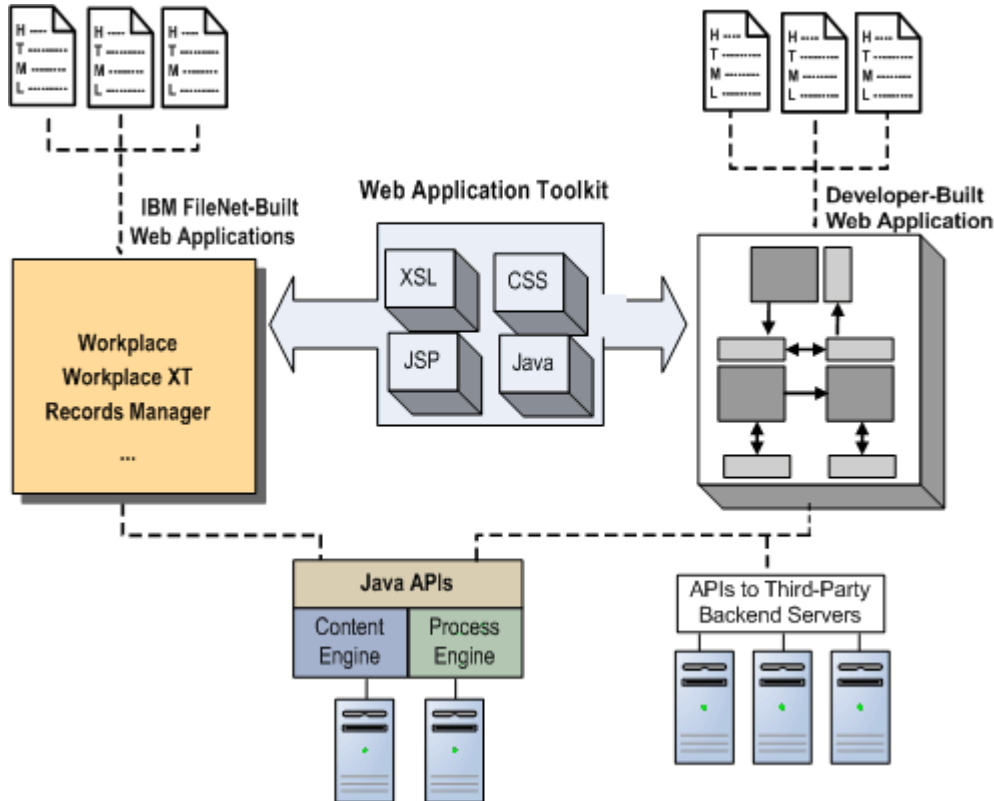 H
T
M
L
H
T
M
L
H
T
M
L
H
T
M
L
H
T
M
L
H
T
M
L
Web Application Toolkit
IBM FileNet-Built
Web Applications
Developer-Built
Web Application
XSL
CSS
JSP
Java
Workplace
Workplace XT
Records Manager
...
Java APIs
Content
Engine
Process
Engine
APIs to Third-Party
Backend Servers